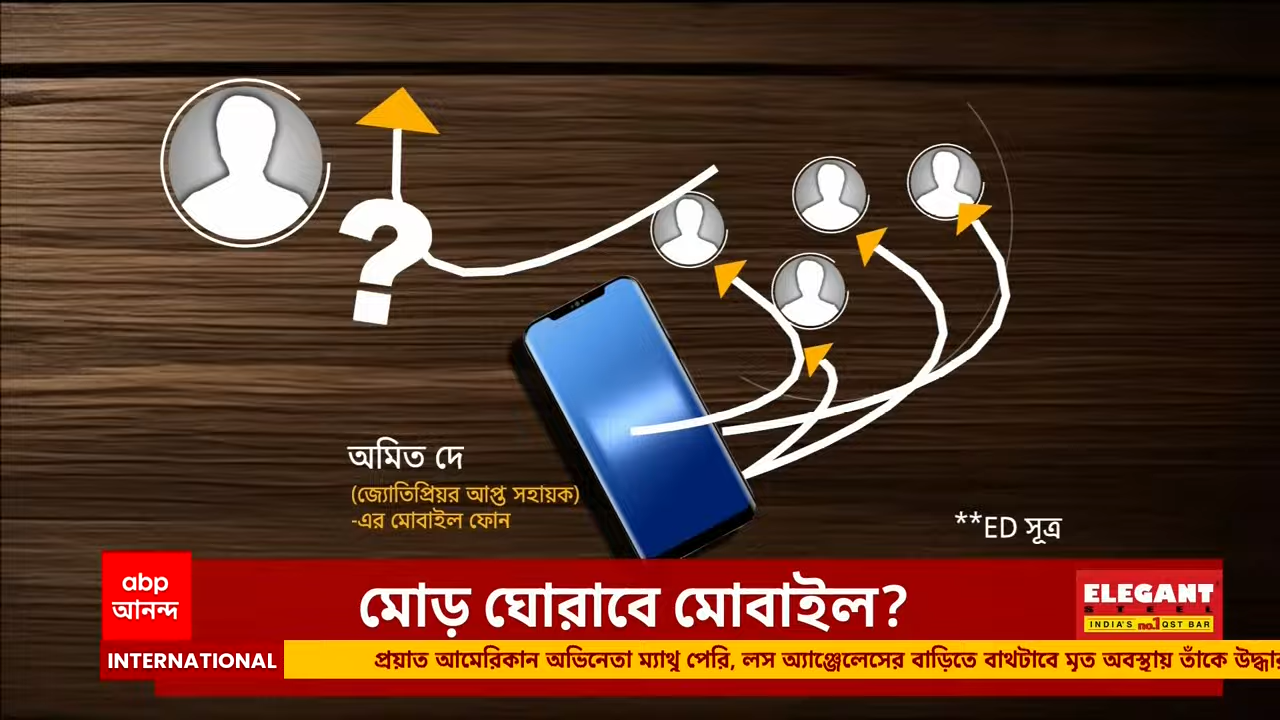 ?
অমিত দে
(জ্যোতিপ্রিয়র আপ্ত সহায়ক)
-এর মোবাইল ফোন
**ED সূত্র
abp
আনন্দ
মোড় ঘোরাবে মোবাইল?
ELEGANT
STEEL
INDIA'S no.1 QST BAR
INTERNATIONAL
প্রয়াত আমেরিকান অভিনেতা ম্যাথু পেরি, লস অ্যাঞ্জেলেসের বাড়িতে বাথটাবে মৃত অবস্থায় তাঁকে উদ্ধার